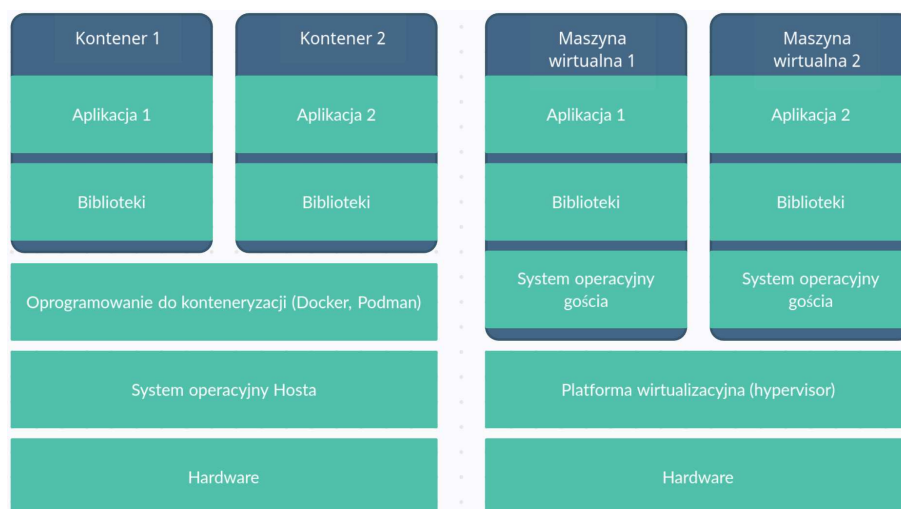 Kontener 1
Aplikacja 1
Biblioteki
Kontener 2
Aplikacja 2
Biblioteki
Oprogramowanie do konteneryzacji (Docker, Podman)
System operacyjny Hosta
Hardware
Maszyna
wirtualna 1
Aplikacja 1
Biblioteki
System operacyjny
gościa
Maszyna
wirtualna 2
Aplikacja 2
Biblioteki
System operacyjny
gościa
Platforma wirtualizacyjna (hypervisor)
Hardware